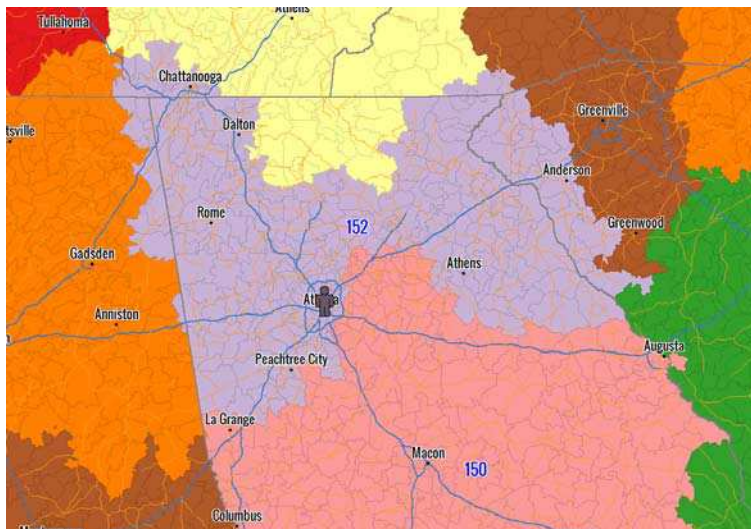 Athens
Tullahoma
Chattanooga
Greenville
tsville
Dalton
Anderson
Rome
152
Greenwood
Gadsden
Athens
Anniston
Augusta
Peachtree City
La Grange
Macon
150
Columbus